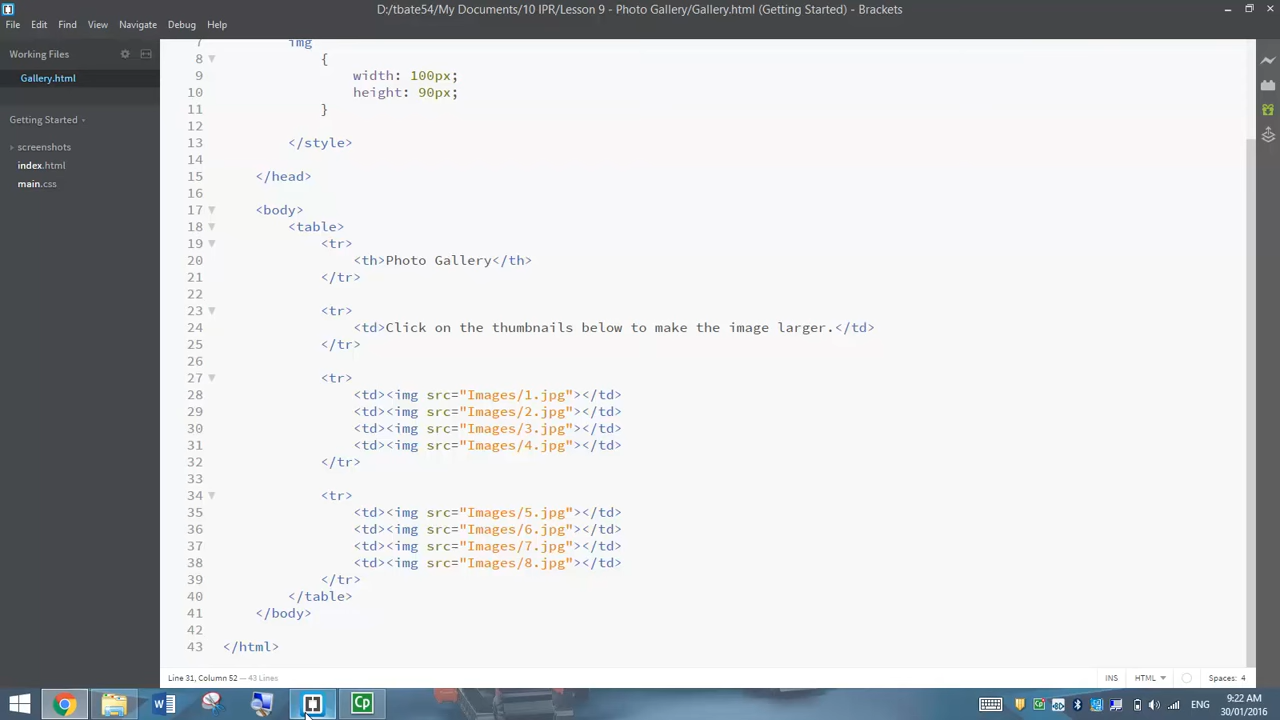 D:/tbate54/My Documents/10 IPR/Lesson 9 - Photo Gallery/Gallery.html (Getting Started) - Brackets
File Edit Find View Navigate Debug Help
Working Files
Gallery.html
Getting Started
screenshots
index.html
main.css
7 img
8 {
9 width: 100px;
10 height: 90px;
11 }
12
13 </style>
14
15 </head>
16
17 <body>
18 <table>
19 <tr>
20 <th>Photo Gallery</th>
21 </tr>
22
23 <tr>
24 <td>Click on the thumbnails below to make the image larger.</td>
25 </tr>
26
27 <tr>
28 <td><img src="Images/1.jpg"></td>
29 <td><img src="Images/2.jpg"></td>
30 <td><img src="Images/3.jpg"></td>
31 <td><img src="Images/4.jpg"></td>
32 </tr>
33
34 <tr>
35 <td><img src="Images/5.jpg"></td>
36 <td><img src="Images/6.jpg"></td>
37 <td><img src="Images/7.jpg"></td>
38 <td><img src="Images/8.jpg"></td>
39 </tr>
40 </table>
41 </body>
42
43 </html>
Line 31, Column 52 — 43 Lines
INS HTML Spaces: 4
Cp
ENG
9:22 AM
30/01/2016